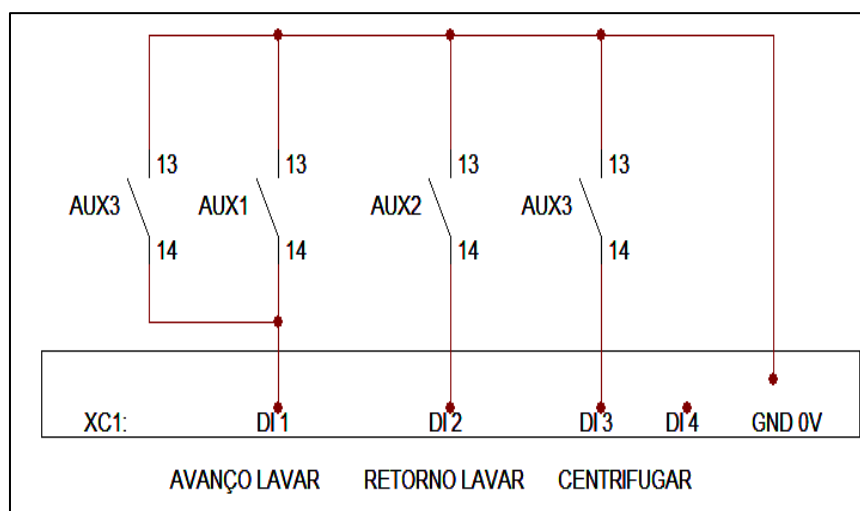 13 13 13 13
AUX3 AUX1 AUX2 AUX3
14 14 14 14
XC1: DI 1 DI 2 DI 3 DI 4 GND 0V
AVANÇO LAVAR RETORNO LAVAR CENTRIFUGAR